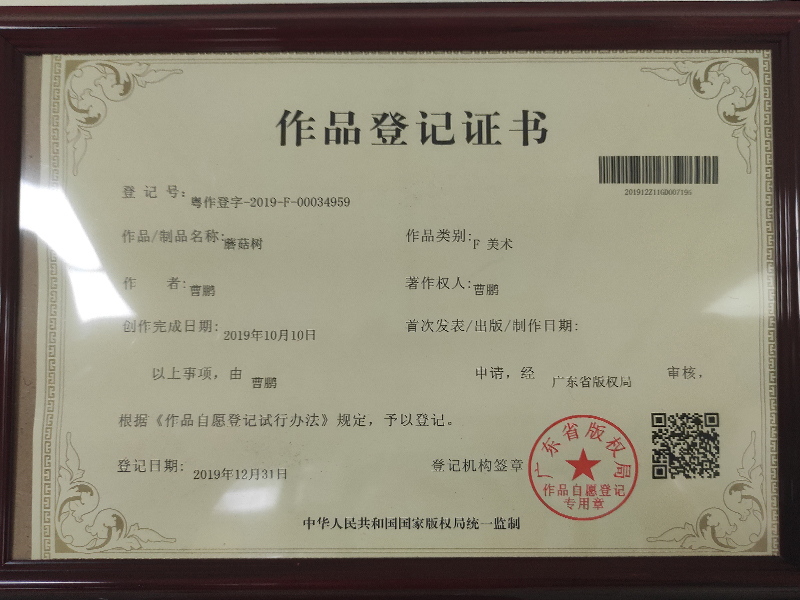 作品登记证书
201912Z11GD007195
登 记 号：粤作登字-2019-F-00034959
作品/制品名称：蘑菇树 作品类别：F 美术
作 者：曹鹏 著作权人：曹鹏
创作完成日期：2019年10月10日 首次发表/出版/制作日期：
以上事项，由 曹鹏 申请，经 广东省版权局 审核，
根据《作品自愿登记试行办法》规定，予以登记。
登记日期：2019年12月31日 登记机构签章
广东省版权局
作品自愿登记
专用章
中华人民共和国国家版权局统一监制